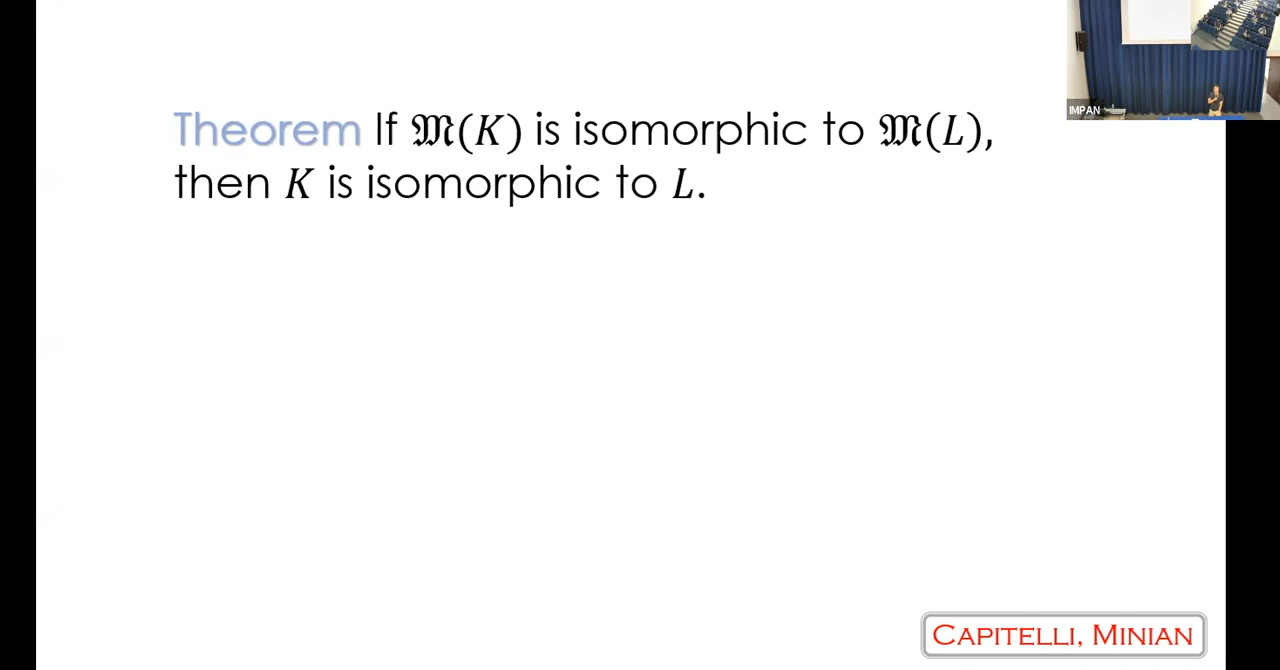 IMPAN
Theorem If 𝔐(K) is isomorphic to 𝔐(L),
then K is isomorphic to L.
CAPITELLI, MINIAN